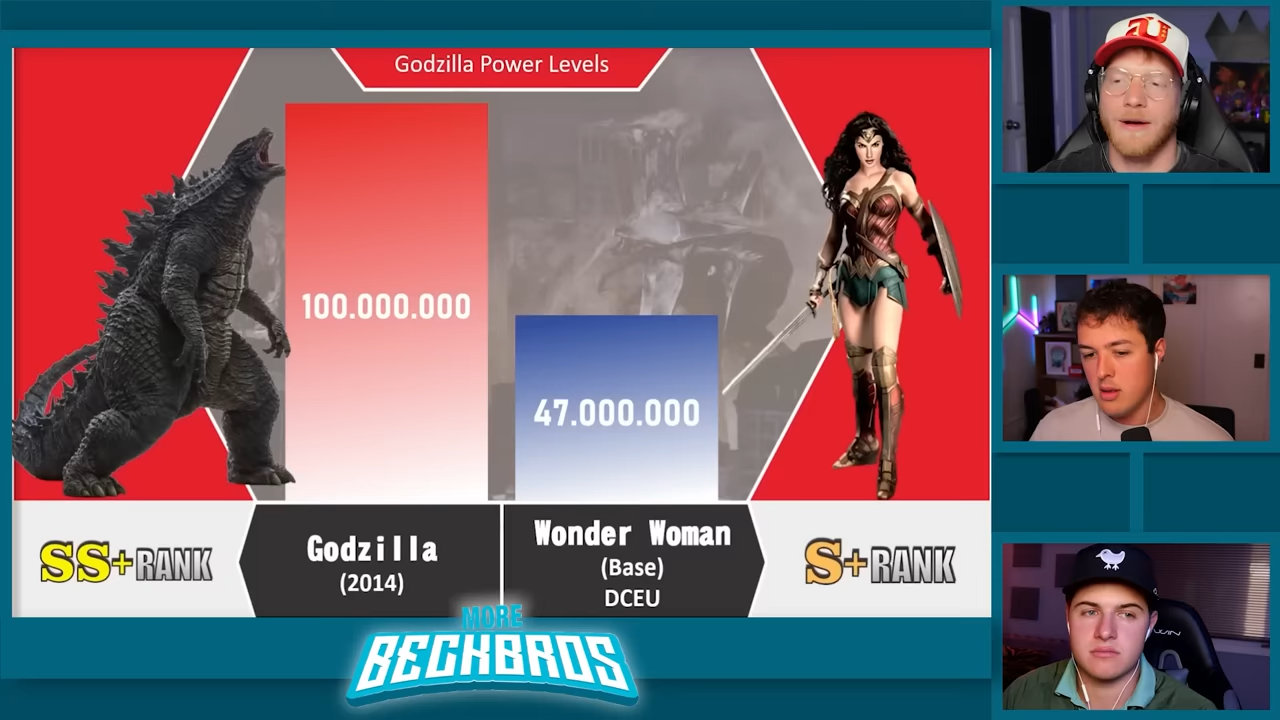 Godzilla Power Levels
100.000.000
47.000.000
SS+RANK
Godzilla
(2014)
Wonder Woman
(Base)
DCEU
S+RANK
MORE
BECKBROS